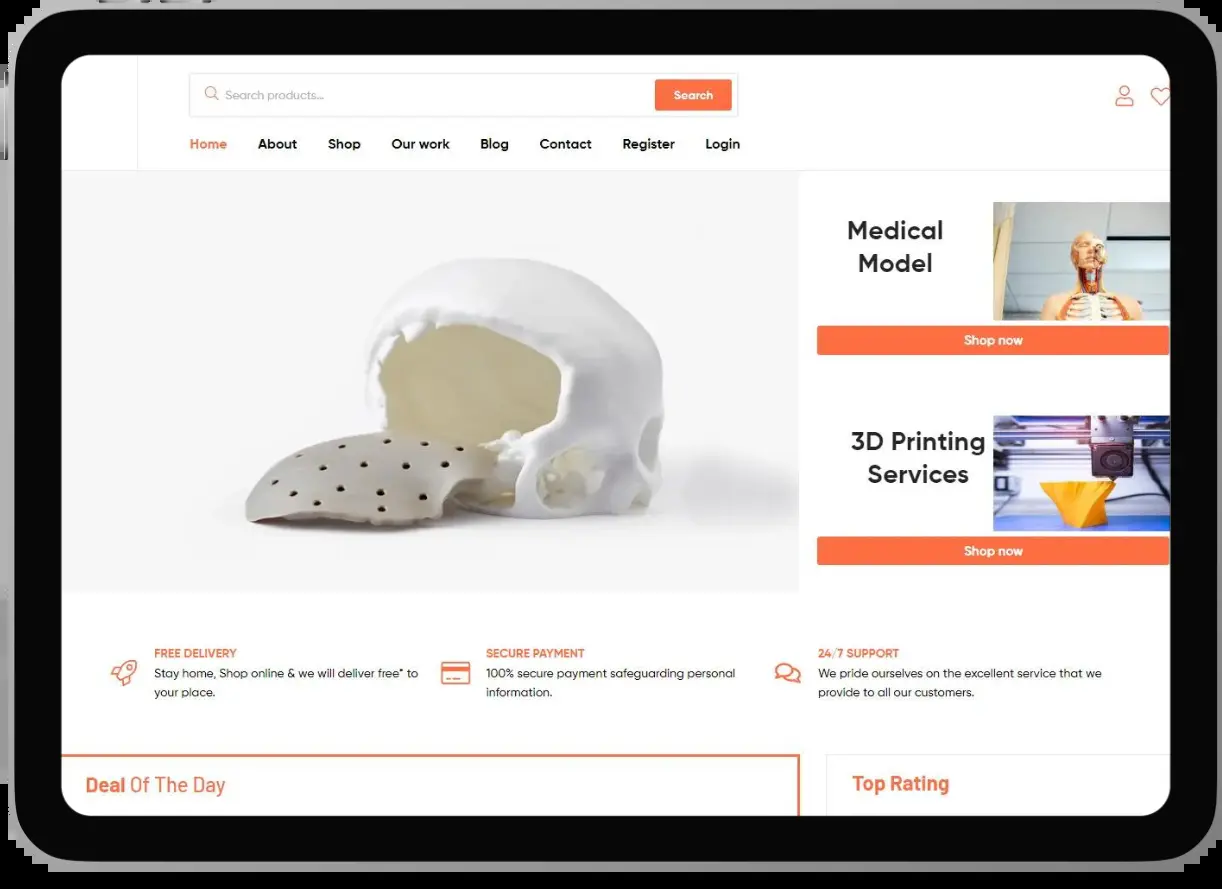 Search products...
Search
Home About Shop Our work Blog Contact Register Login
Medical
Model
Shop now
3D Printing
Services
Shop now
FREE DELIVERY
Stay home, Shop online & we will deliver free* to
your place.
SECURE PAYMENT
100% secure payment safeguarding personal
information.
24/7 SUPPORT
We pride ourselves on the excellent service that we
provide to all our customers.
Deal Of The Day
Top Rating